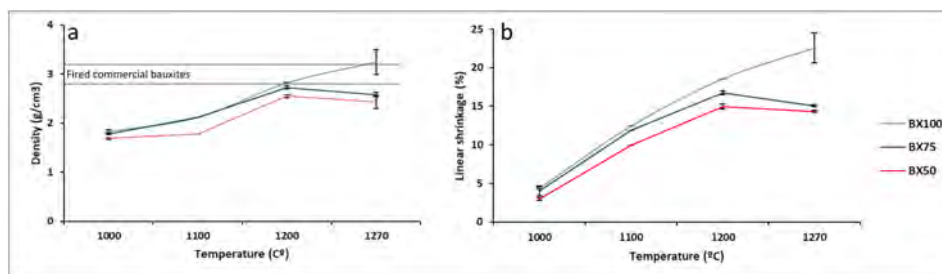 a
Density (g/cm3)
4
3
2
1
0
Fired commercial bauxites
1000 1100 1200 1270
Temperature (Cº)
b
Linear shrinkage (%)
25
20
15
10
5
0
1000 1100 1200 1270
Temperature (ºC)
BX100
BX75
BX50